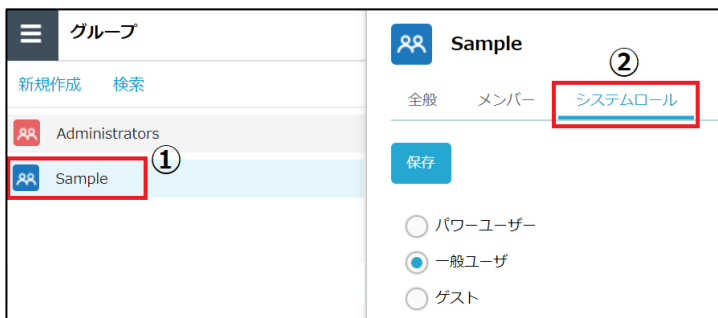 グループ
新規作成 検索
Administrators
①
Sample
Sample
②
全般 メンバー システムロール
保存
パワーユーザー
一般ユーザ
ゲスト